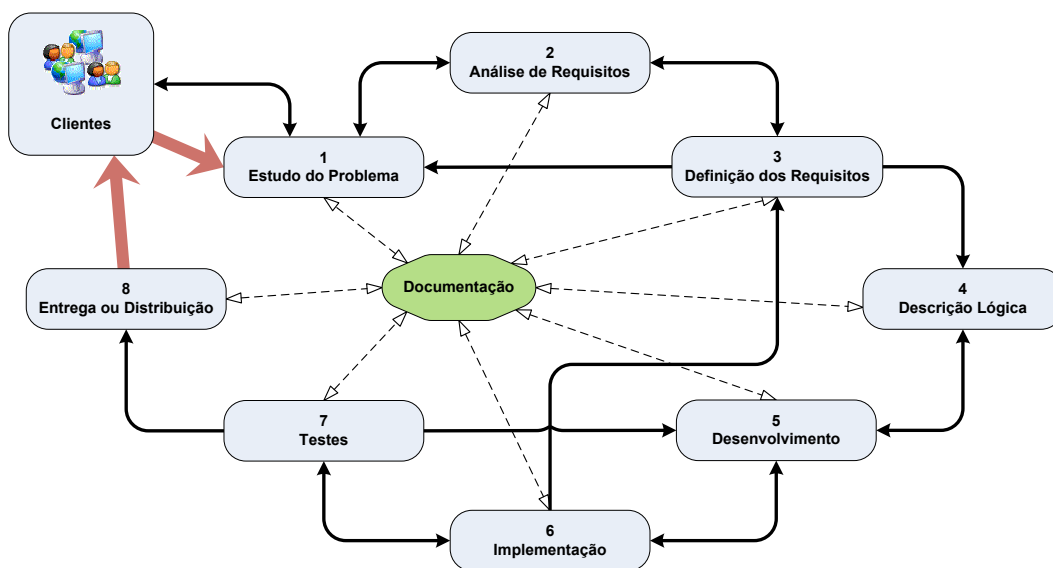 Clientes
1
Estudo do Problema
2
Análise de Requisitos
3
Definição dos Requisitos
4
Descrição Lógica
Documentação
5
Desenvolvimento
6
Implementação
7
Testes
8
Entrega ou Distribuição